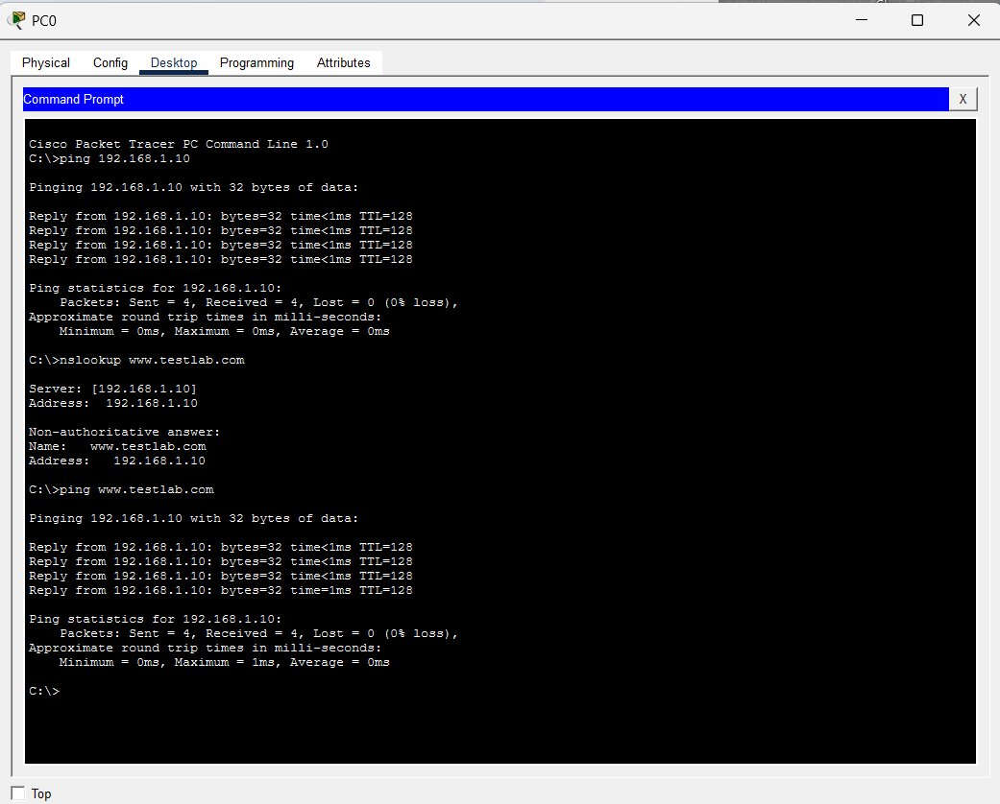 PC0
Physical Config Desktop Programming Attributes
Command Prompt X
Cisco Packet Tracer PC Command Line 1.0
C:\>ping 192.168.1.10
Pinging 192.168.1.10 with 32 bytes of data:
Reply from 192.168.1.10: bytes=32 time<1ms TTL=128
Reply from 192.168.1.10: bytes=32 time<1ms TTL=128
Reply from 192.168.1.10: bytes=32 time<1ms TTL=128
Reply from 192.168.1.10: bytes=32 time<1ms TTL=128
Ping statistics for 192.168.1.10:
    Packets: Sent = 4, Received = 4, Lost = 0 (0% loss),
Approximate round trip times in milli-seconds:
    Minimum = 0ms, Maximum = 0ms, Average = 0ms
C:\>nslookup www.testlab.com
Server: [192.168.1.10]
Address:  192.168.1.10
Non-authoritative answer:
Name:   www.testlab.com
Address:   192.168.1.10
C:\>ping www.testlab.com
Pinging 192.168.1.10 with 32 bytes of data:
Reply from 192.168.1.10: bytes=32 time<1ms TTL=128
Reply from 192.168.1.10: bytes=32 time<1ms TTL=128
Reply from 192.168.1.10: bytes=32 time<1ms TTL=128
Reply from 192.168.1.10: bytes=32 time=1ms TTL=128
Ping statistics for 192.168.1.10:
    Packets: Sent = 4, Received = 4, Lost = 0 (0% loss),
Approximate round trip times in milli-seconds:
    Minimum = 0ms, Maximum = 1ms, Average = 0ms
C:\>
Top